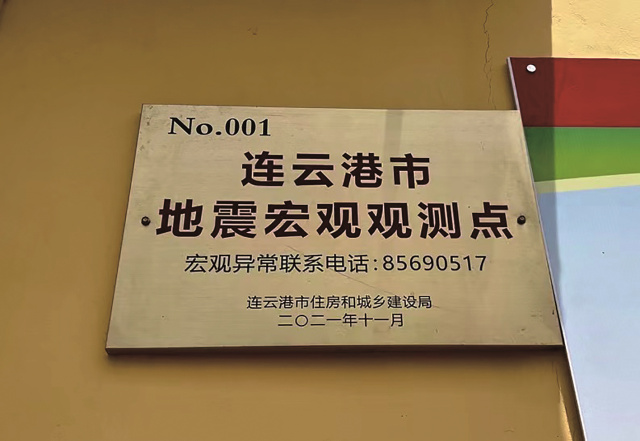 No.001
连云港市
地震宏观观测点
宏观异常联系电话:85690517
连云港市住房和城乡建设局
二〇二一年十一月